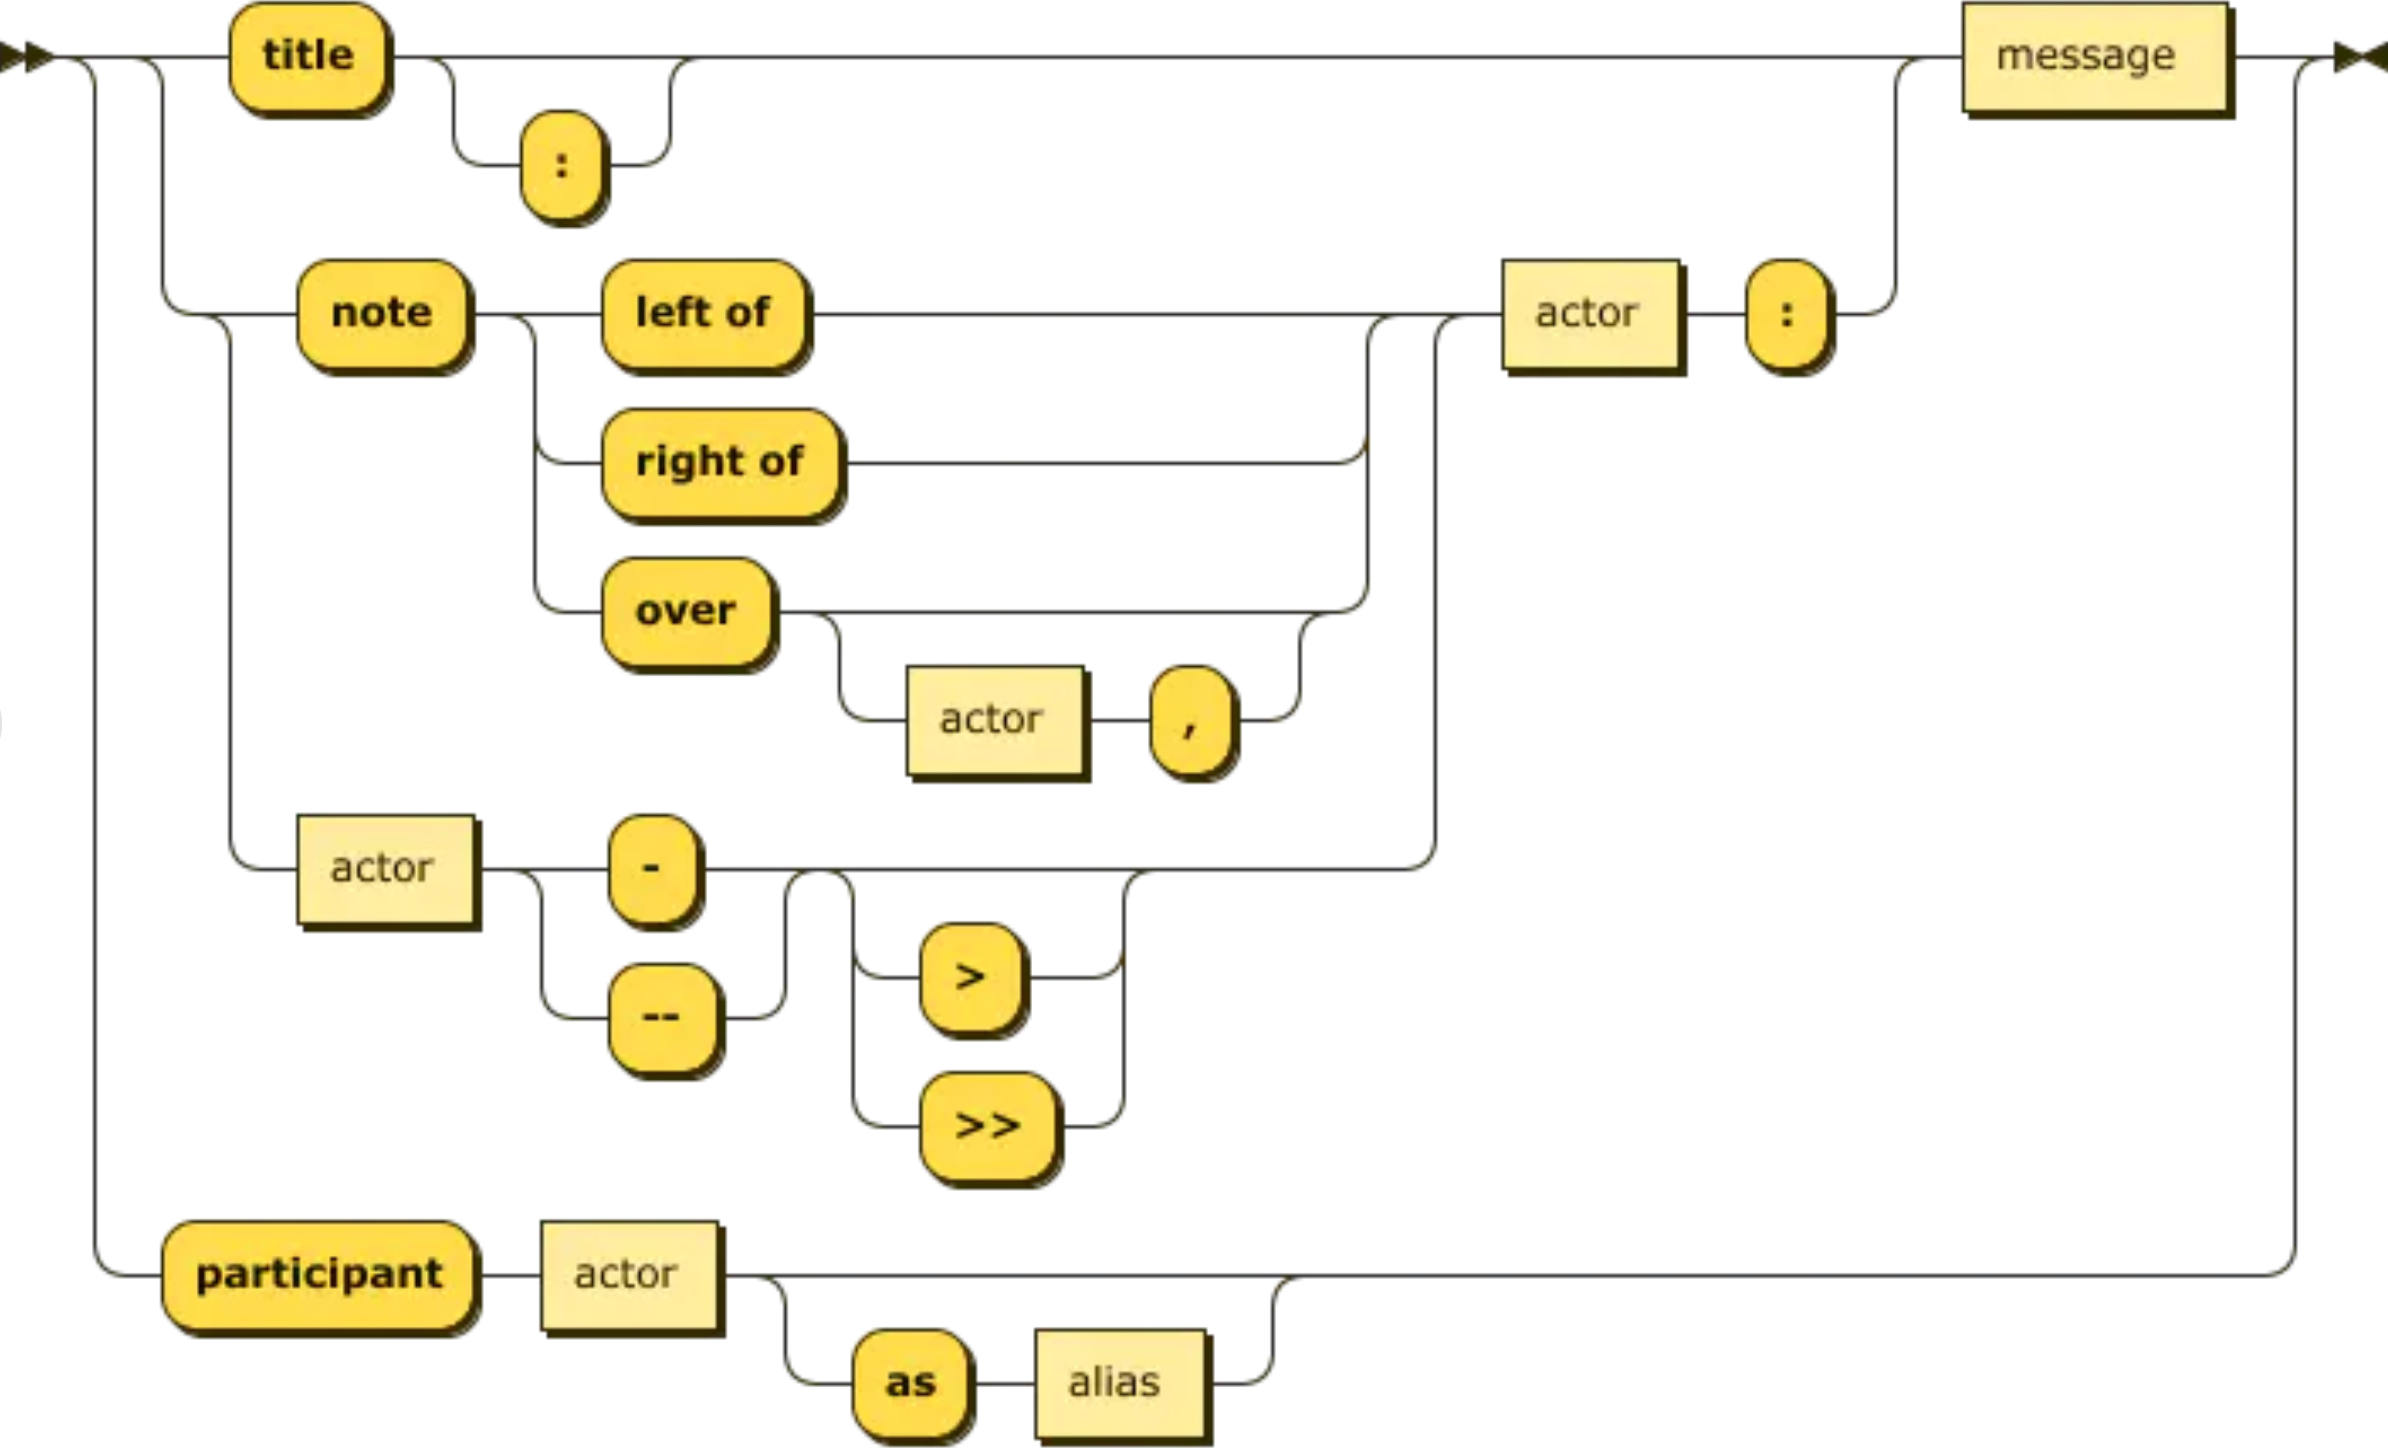 title
message
:
note
left of
actor
:
right of
over
actor
,
actor
-
>
--
>>
participant
actor
as
alias